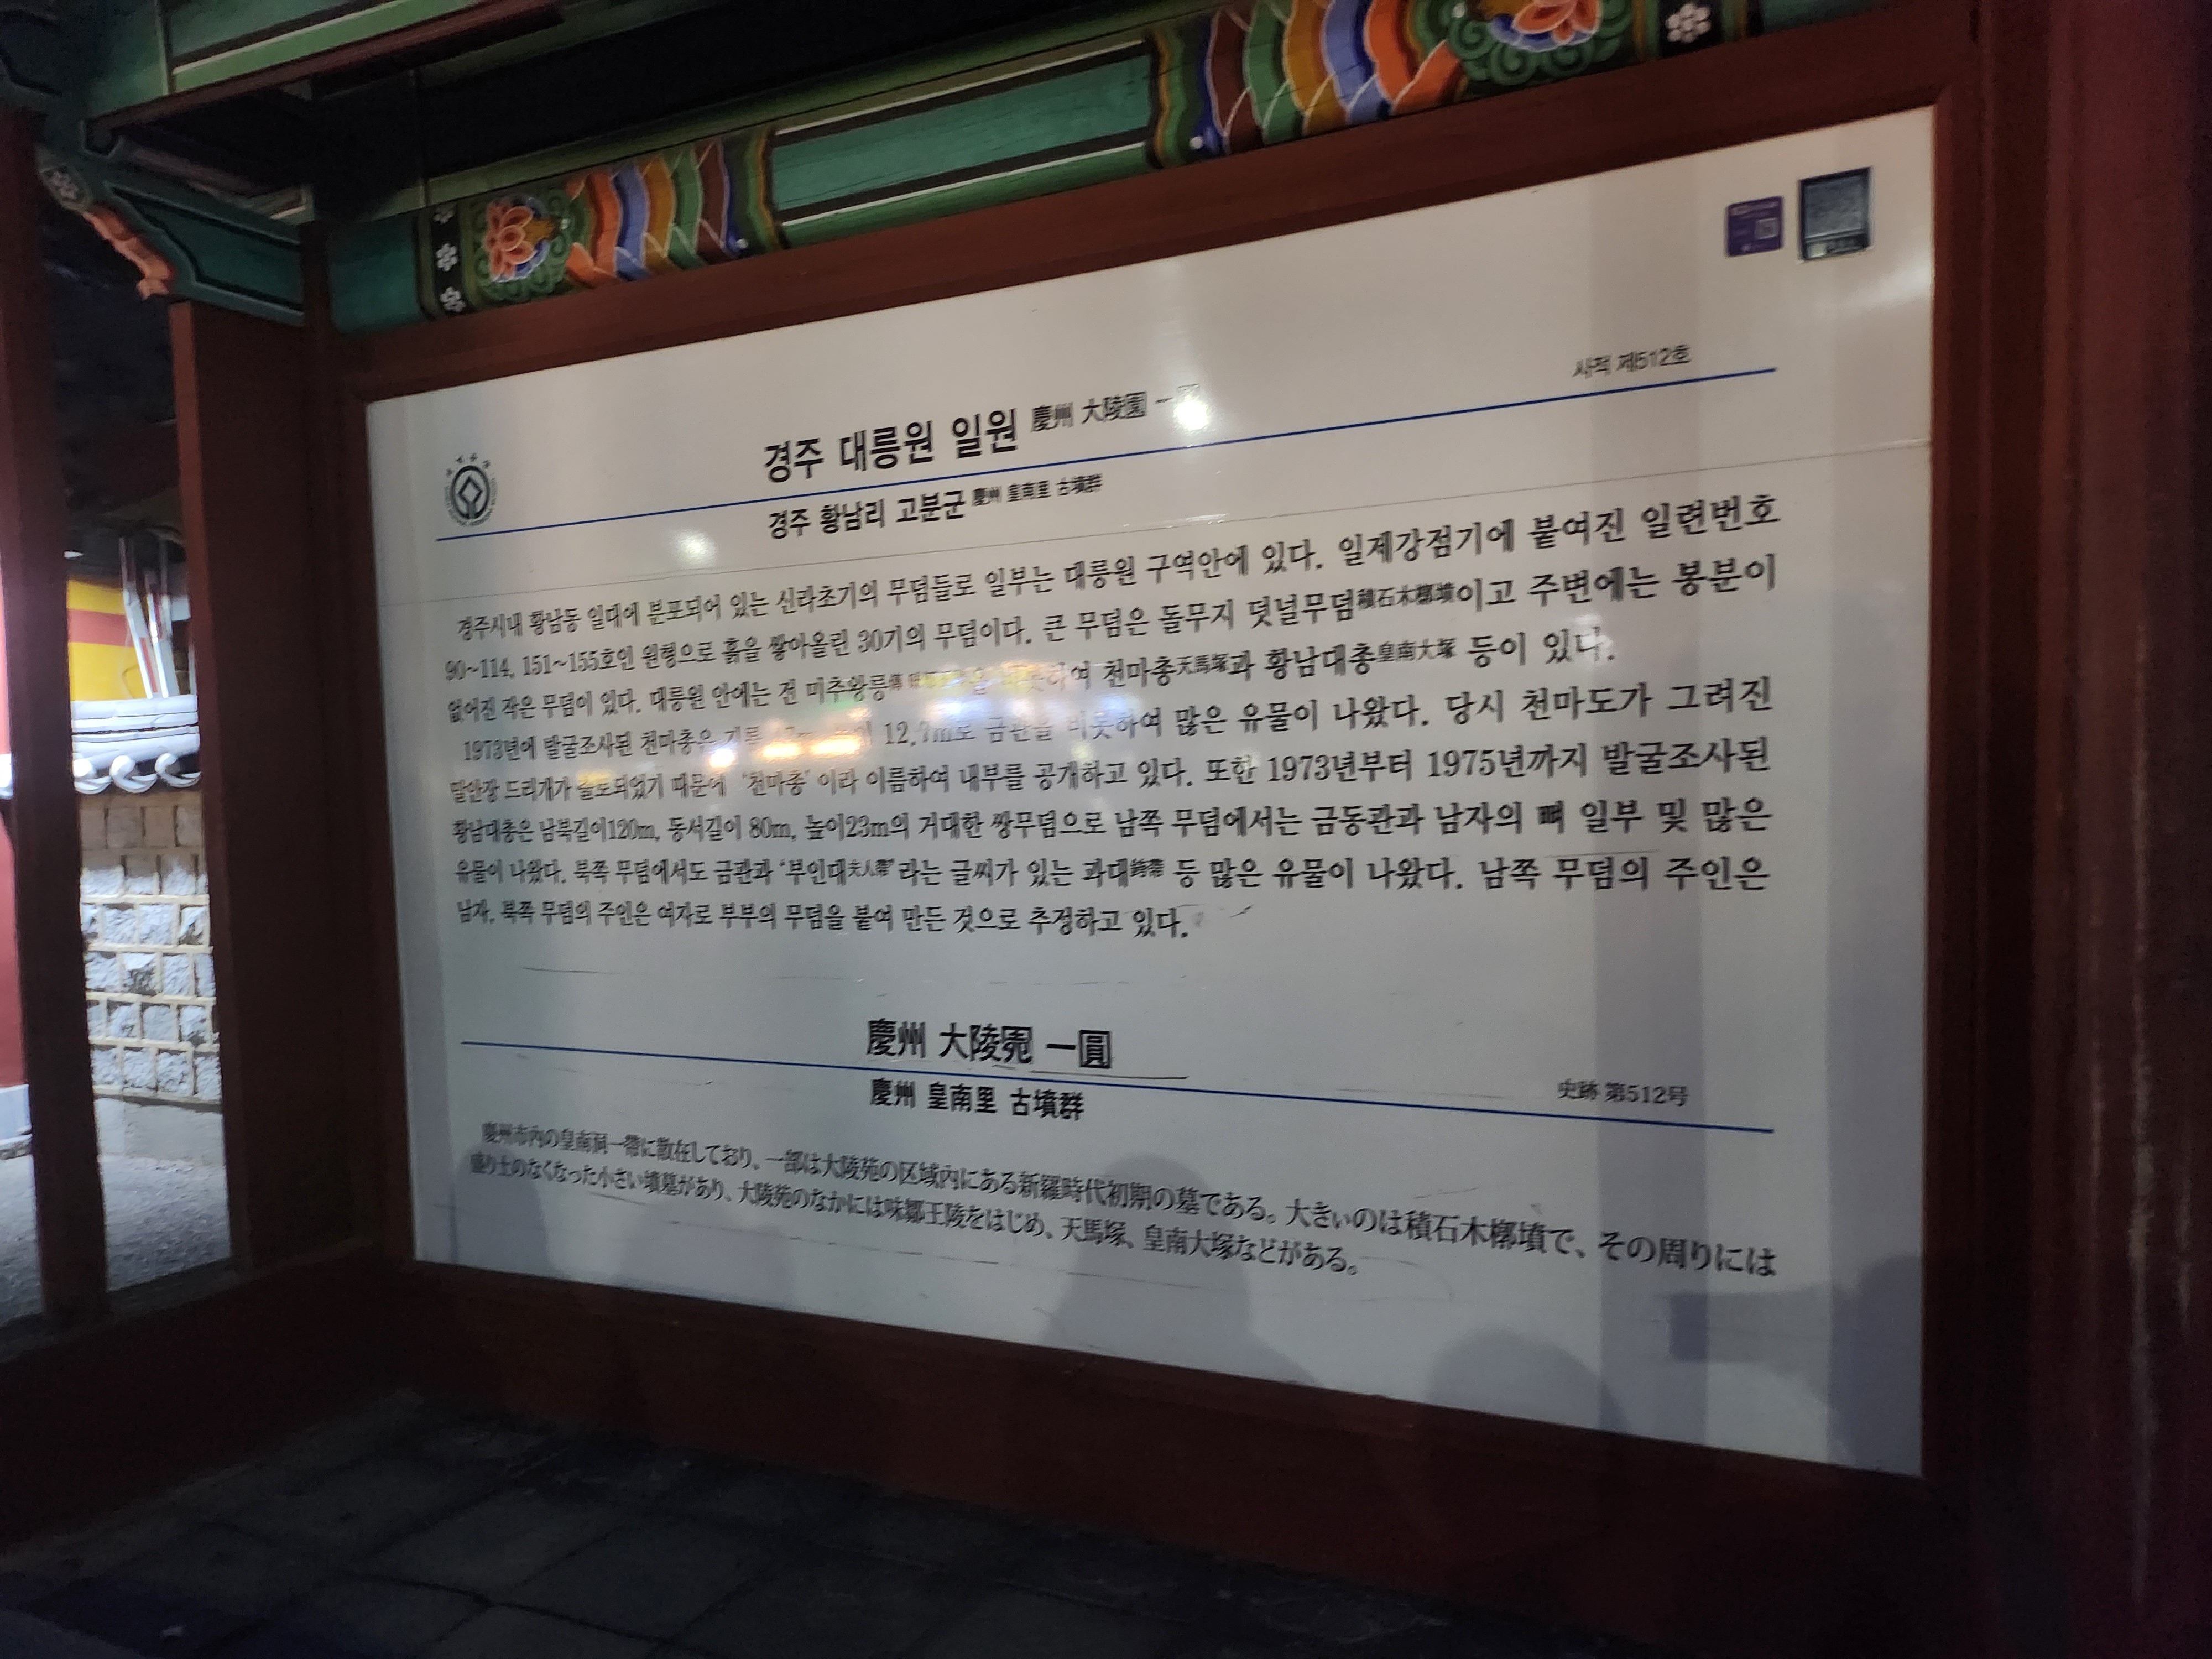 사적 제512호
경주 대릉원 일원 慶州 大陵園 一
경주 황남리 고분군 慶州 皇南里 古墳群
경주시내 황남동 일대에 분포되어 있는 신라초기의 무덤들로 일부는 대릉원 구역안에 있다. 일제강점기에 붙여진 일련번호
90~114, 151~155호인 원형으로 흙을 쌓아올린 30기의 무덤이다. 큰 무덤은 돌무지 덧널무덤積石木槨墳이고 주변에는 봉분이
없어진 작은 무덤이 있다. 대릉원 안에는 전 미추왕릉傳 비롯하여 천마총天馬塚과 황남대총皇南大塚 등이 있다.
1973년에 발굴조사된 천마총은 지름 12.7m로 금관을 비롯하여 많은 유물이 나왔다. 당시 천마도가 그려진
말안장 드리개가 출토되었기 때문에 '천마총' 이라 이름하여 내부를 공개하고 있다. 또한 1973년부터 1975년까지 발굴조사된
황남대총은 남북길이120m, 동서길이 80m, 높이23m의 거대한 쌍무덤으로 남쪽 무덤에서는 금동관과 남자의 뼈 일부 및 많은
유물이 나왔다. 북쪽 무덤에서도 금관과 '부인대夫人帶' 라는 글씨가 있는 과대銙帶 등 많은 유물이 나왔다. 남쪽 무덤의 주인은
남자, 북쪽 무덤의 주인은 여자로 부부의 무덤을 붙여 만든 것으로 추정하고 있다.
慶州 大陵苑 一圓
史跡 第512号
慶州 皇南里 古墳群
慶州市內の皇南洞一帶に散在しており、一部は大陵苑の区域內にある新羅時代初期の墓である。大きいのは積石木槨墳で、その周りには
盛り土のなくなった小さい墳墓があり、大陵苑のなかには味鄒王陵をはじめ、天馬塚、皇南大塚などがある。